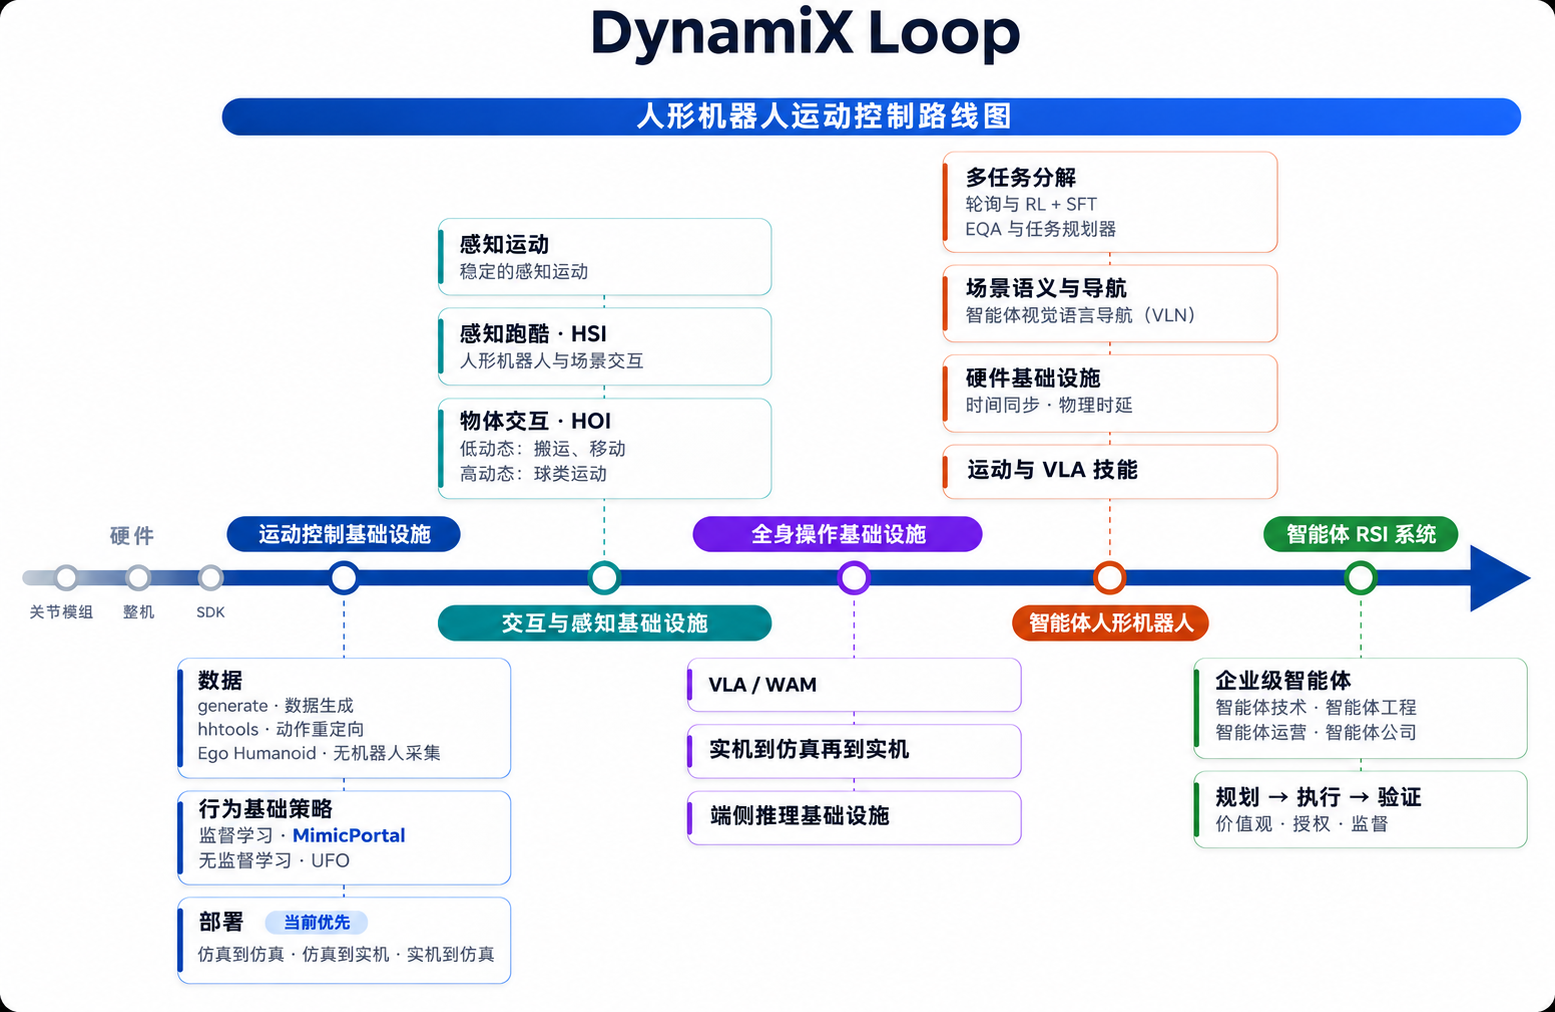 DynamiX Loop
人形机器人运动控制路线图
多任务分解
轮询与 RL + SFT
EQA 与任务规划器
场景语义与导航
智能体视觉语言导航（VLN）
硬件基础设施
时间同步 · 物理时延
运动与 VLA 技能
感知运动
稳定的感知运动
感知跑酷 · HSI
人形机器人与场景交互
物体交互 · HOI
低动态：搬运、移动
高动态：球类运动
硬件
运动控制基础设施
全身操作基础设施
智能体 RSI 系统
关节模组
整机
SDK
交互与感知基础设施
智能体人形机器人
数据
generate · 数据生成
hhtools · 动作重定向
Ego Humanoid · 无机器人采集
行为基础策略
监督学习 · MimicPortal
无监督学习 · UFO
部署
当前优先
仿真到仿真 · 仿真到实机 · 实机到仿真
VLA / WAM
实机到仿真再到实机
端侧推理基础设施
企业级智能体
智能体技术 · 智能体工程
智能体运营 · 智能体公司
规划 → 执行 → 验证
价值观 · 授权 · 监督